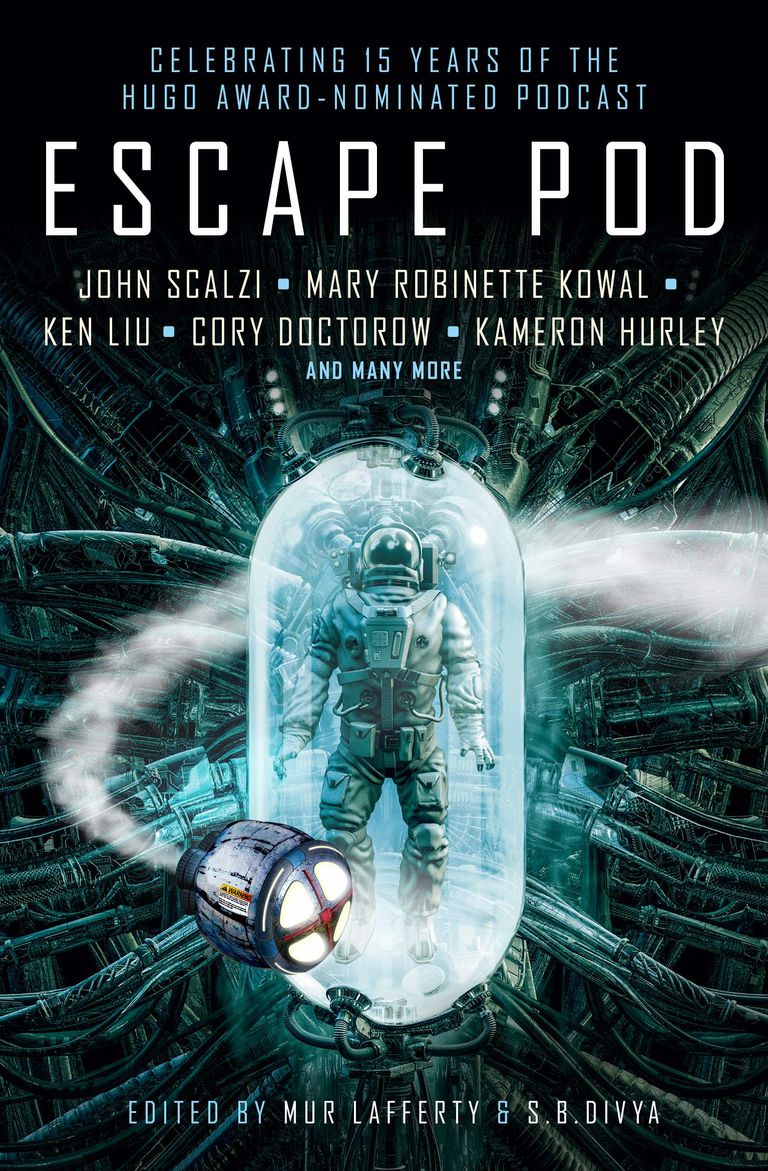 CELEBRATING 15 YEARS OF THE
HUGO AWARD-NOMINATED PODCAST
ESCAPE POD
JOHN SCALZI ▪ MARY ROBINETTE KOWAL ▪
KEN LIU ▪ CORY DOCTOROW ▪ KAMERON HURLEY
AND MANY MORE
WARNING
EDITED BY MUR LAFFERTY & S.B.DIVYA